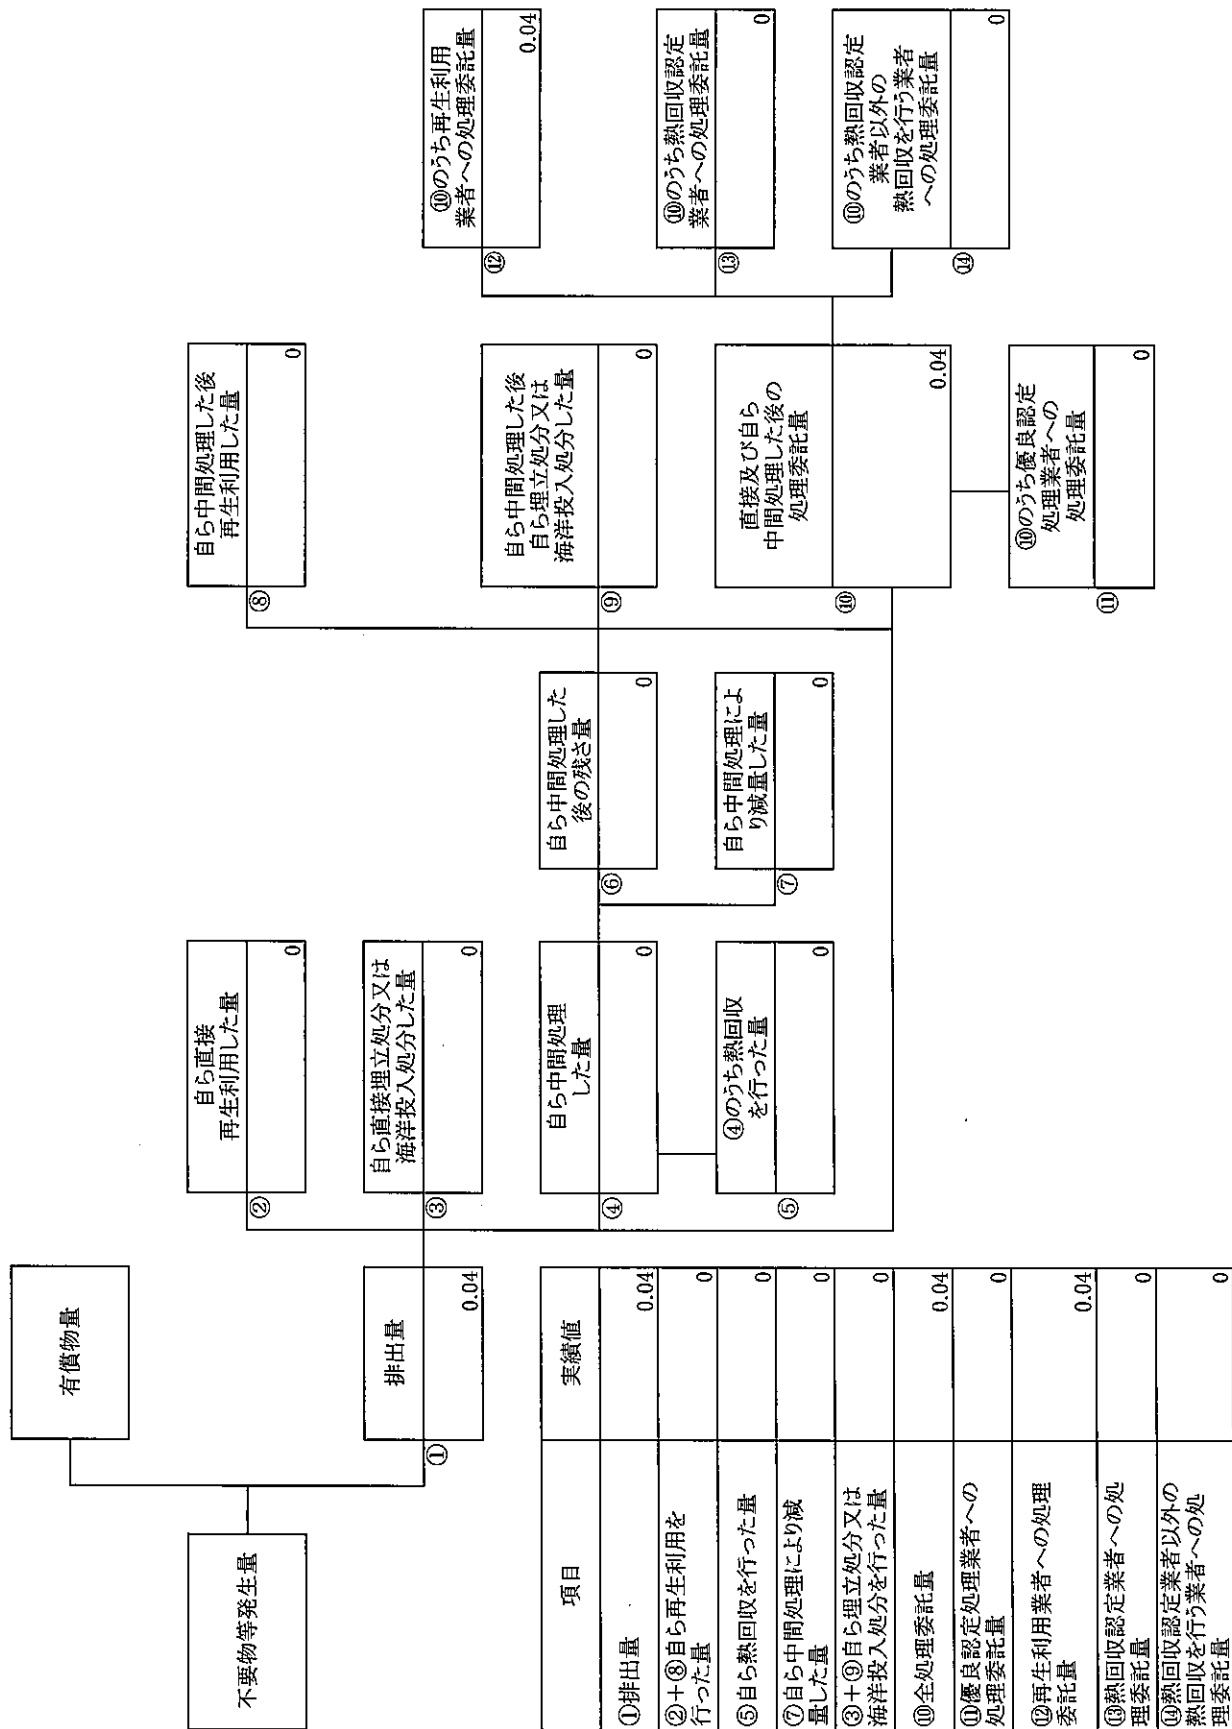 不要物等発生量
有償物量
排出量
①
0.04
自ら直接
再生利用した量
②
0
自ら直接埋立処分又は
海洋投入処分した量
③
0
自ら中間処理
した量
④
0
④のうち熱回収
を行った量
⑤
0
自ら中間処理した
後の残さ量
⑥
0
自ら中間処理によ
り減量した量
⑦
0
自ら中間処理した後
再生利用した量
⑧
0
自ら中間処理した後
自ら埋立処分又は
海洋投入処分した量
⑨
0
直接及び自ら
中間処理した後の
処理委託量
⑩
0.04
⑩のうち優良認定
処理業者への
処理委託量
⑪
0
⑩のうち再生利用
業者への処理委託量
⑫
0.04
⑩のうち熱回収認定
業者への処理委託量
⑬
0
⑩のうち熱回収認定
業者以外の
熱回収を行う業者
への処理委託量
⑭
0
項目
実績値
①排出量
0.04
②+⑧自ら再生利用を
行った量
0
⑤自ら熱回収を行った量
0
⑦自ら中間処理により減
量した量
0
③+⑨自ら埋立処分又は
海洋投入処分を行った量
0
⑩全処理委託量
0.04
⑪優良認定処理業者への
処理委託量
0
⑫再生利用業者への処理
委託量
0.04
⑬熱回収認定業者への処
理委託量
0
⑭熱回収認定業者以外の
熱回収を行う業者への処
理委託量
0